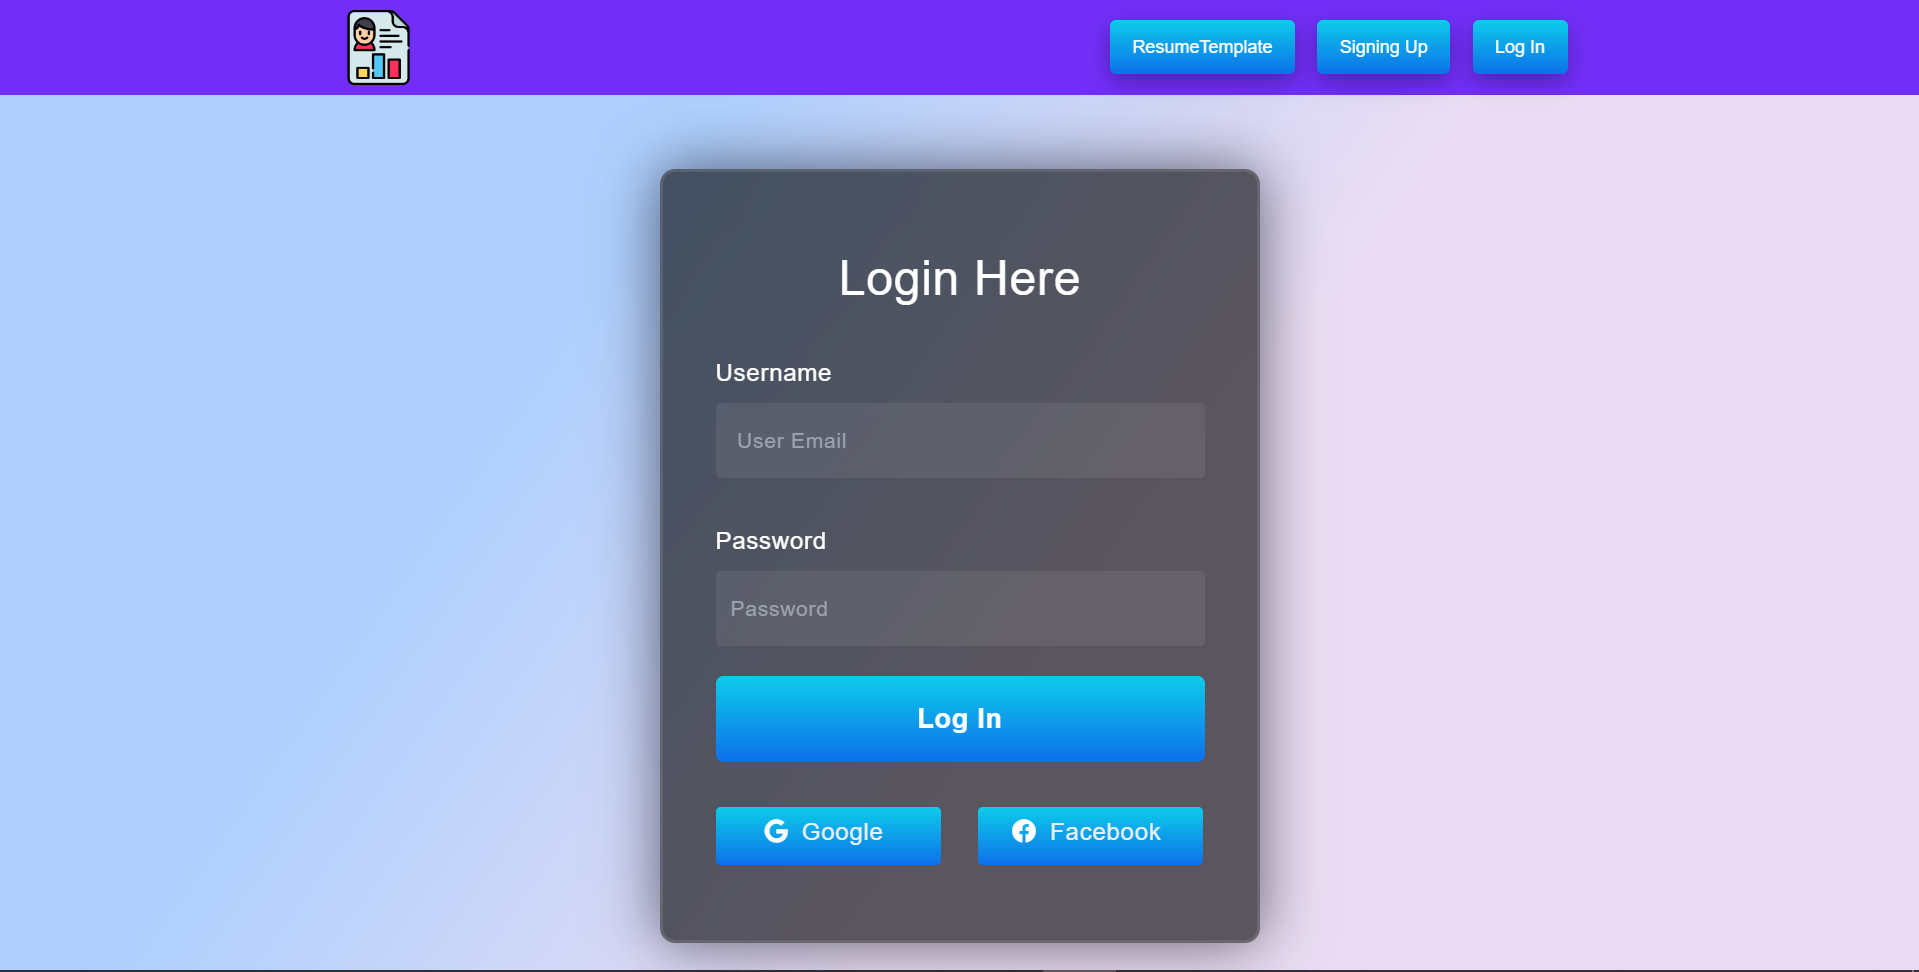 ResumeTemplate
Signing Up
Log In
Login Here
Username
User Email
Password
Password
Log In
Google
Facebook